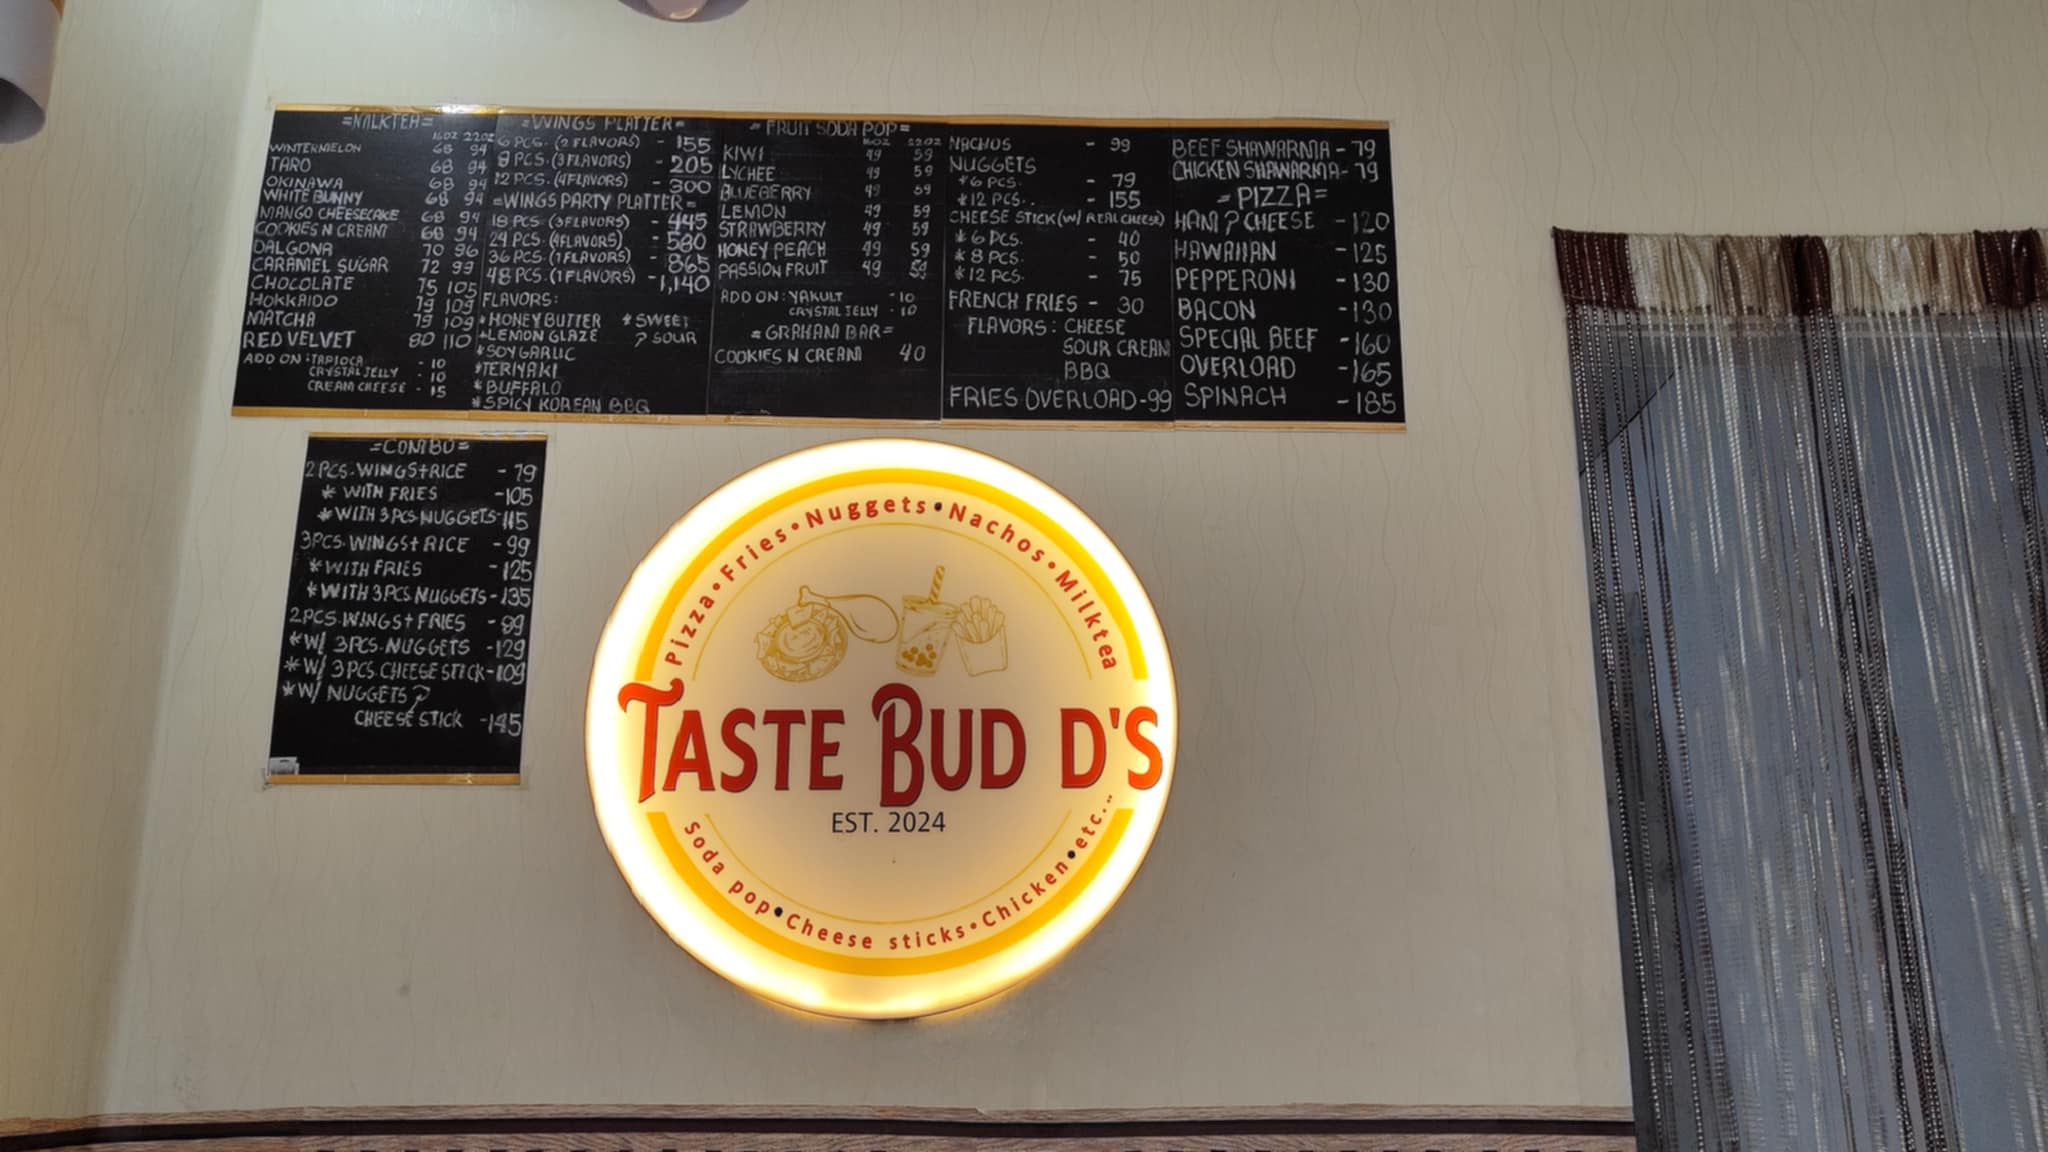 =MILKTEA=
16OZ 22OZ
WINTERMELON 68 94
TARO 68 94
OKINAWA 68 94
WHITE BUNNY 68 94
MANGO CHEESECAKE 68 94
COOKIES N CREAM 68 94
DALGONA 70 96
CARAMEL SUGAR 72 99
CHOCOLATE 75 105
HOKKAIDO 79 109
MATCHA 79 109
RED VELVET 80 110
ADD ON: TAPIOCA - 10
CRYSTAL JELLY - 10
CREAM CHEESE - 15
=WINGS PLATTER=
6 PCS. (2 FLAVORS) - 155
8 PCS. (3 FLAVORS) - 205
12 PCS. (4 FLAVORS) - 300
=WINGS PARTY PLATTER=
18 PCS. (3 FLAVORS) - 445
24 PCS. (4 FLAVORS) - 580
36 PCS. (7 FLAVORS) - 865
48 PCS. (7 FLAVORS) - 1,140
FLAVORS:
*HONEY BUTTER *SWEET
*LEMON GLAZE & SOUR
*SOY GARLIC
*TERIYAKI
*BUFFALO
*SPICY KOREAN BBQ
=FRUIT SODA POP=
16OZ 22OZ
KIWI 49 59
LYCHEE 49 59
BLUEBERRY 49 59
LEMON 49 59
STRAWBERRY 49 59
HONEY PEACH 49 59
PASSION FRUIT 49 59
ADD ON: YAKULT - 10
CRYSTAL JELLY - 10
=GRAHAM BAR=
COOKIES N CREAM 40
NACHOS - 99
NUGGETS
*6 PCS. - 79
*12 PCS. - 155
CHEESE STICK (W/ REAL CHEESE)
*6 PCS. 40
*8 PCS. - 50
*12 PCS. 75
FRENCH FRIES - 30
FLAVORS: CHEESE
SOUR CREAM
BBQ
FRIES OVERLOAD - 99
BEEF SHAWARMA - 79
CHICKEN SHAWARMA - 79
=PIZZA=
HAM & CHEESE - 120
HAWAIIAN - 125
PEPPERONI - 130
BACON - 130
SPECIAL BEEF - 160
OVERLOAD - 165
SPINACH - 185
=COMBO=
2 PCS. WINGS + RICE - 79
* WITH FRIES - 105
* WITH 3 PCS. NUGGETS - 115
3 PCS. WINGS + RICE - 99
* WITH FRIES - 125
* WITH 3 PCS. NUGGETS - 135
2 PCS. WINGS + FRIES - 89
*W/ 3 PCS. NUGGETS - 129
*W/ 3 PCS. CHEESE STICK - 109
*W/ NUGGETS &
CHEESE STICK - 145
Pizza • Fries • Nuggets • Nachos • Milktea
TASTE BUD D'S
EST. 2024
Soda pop • Cheese sticks • Chicken • etc...